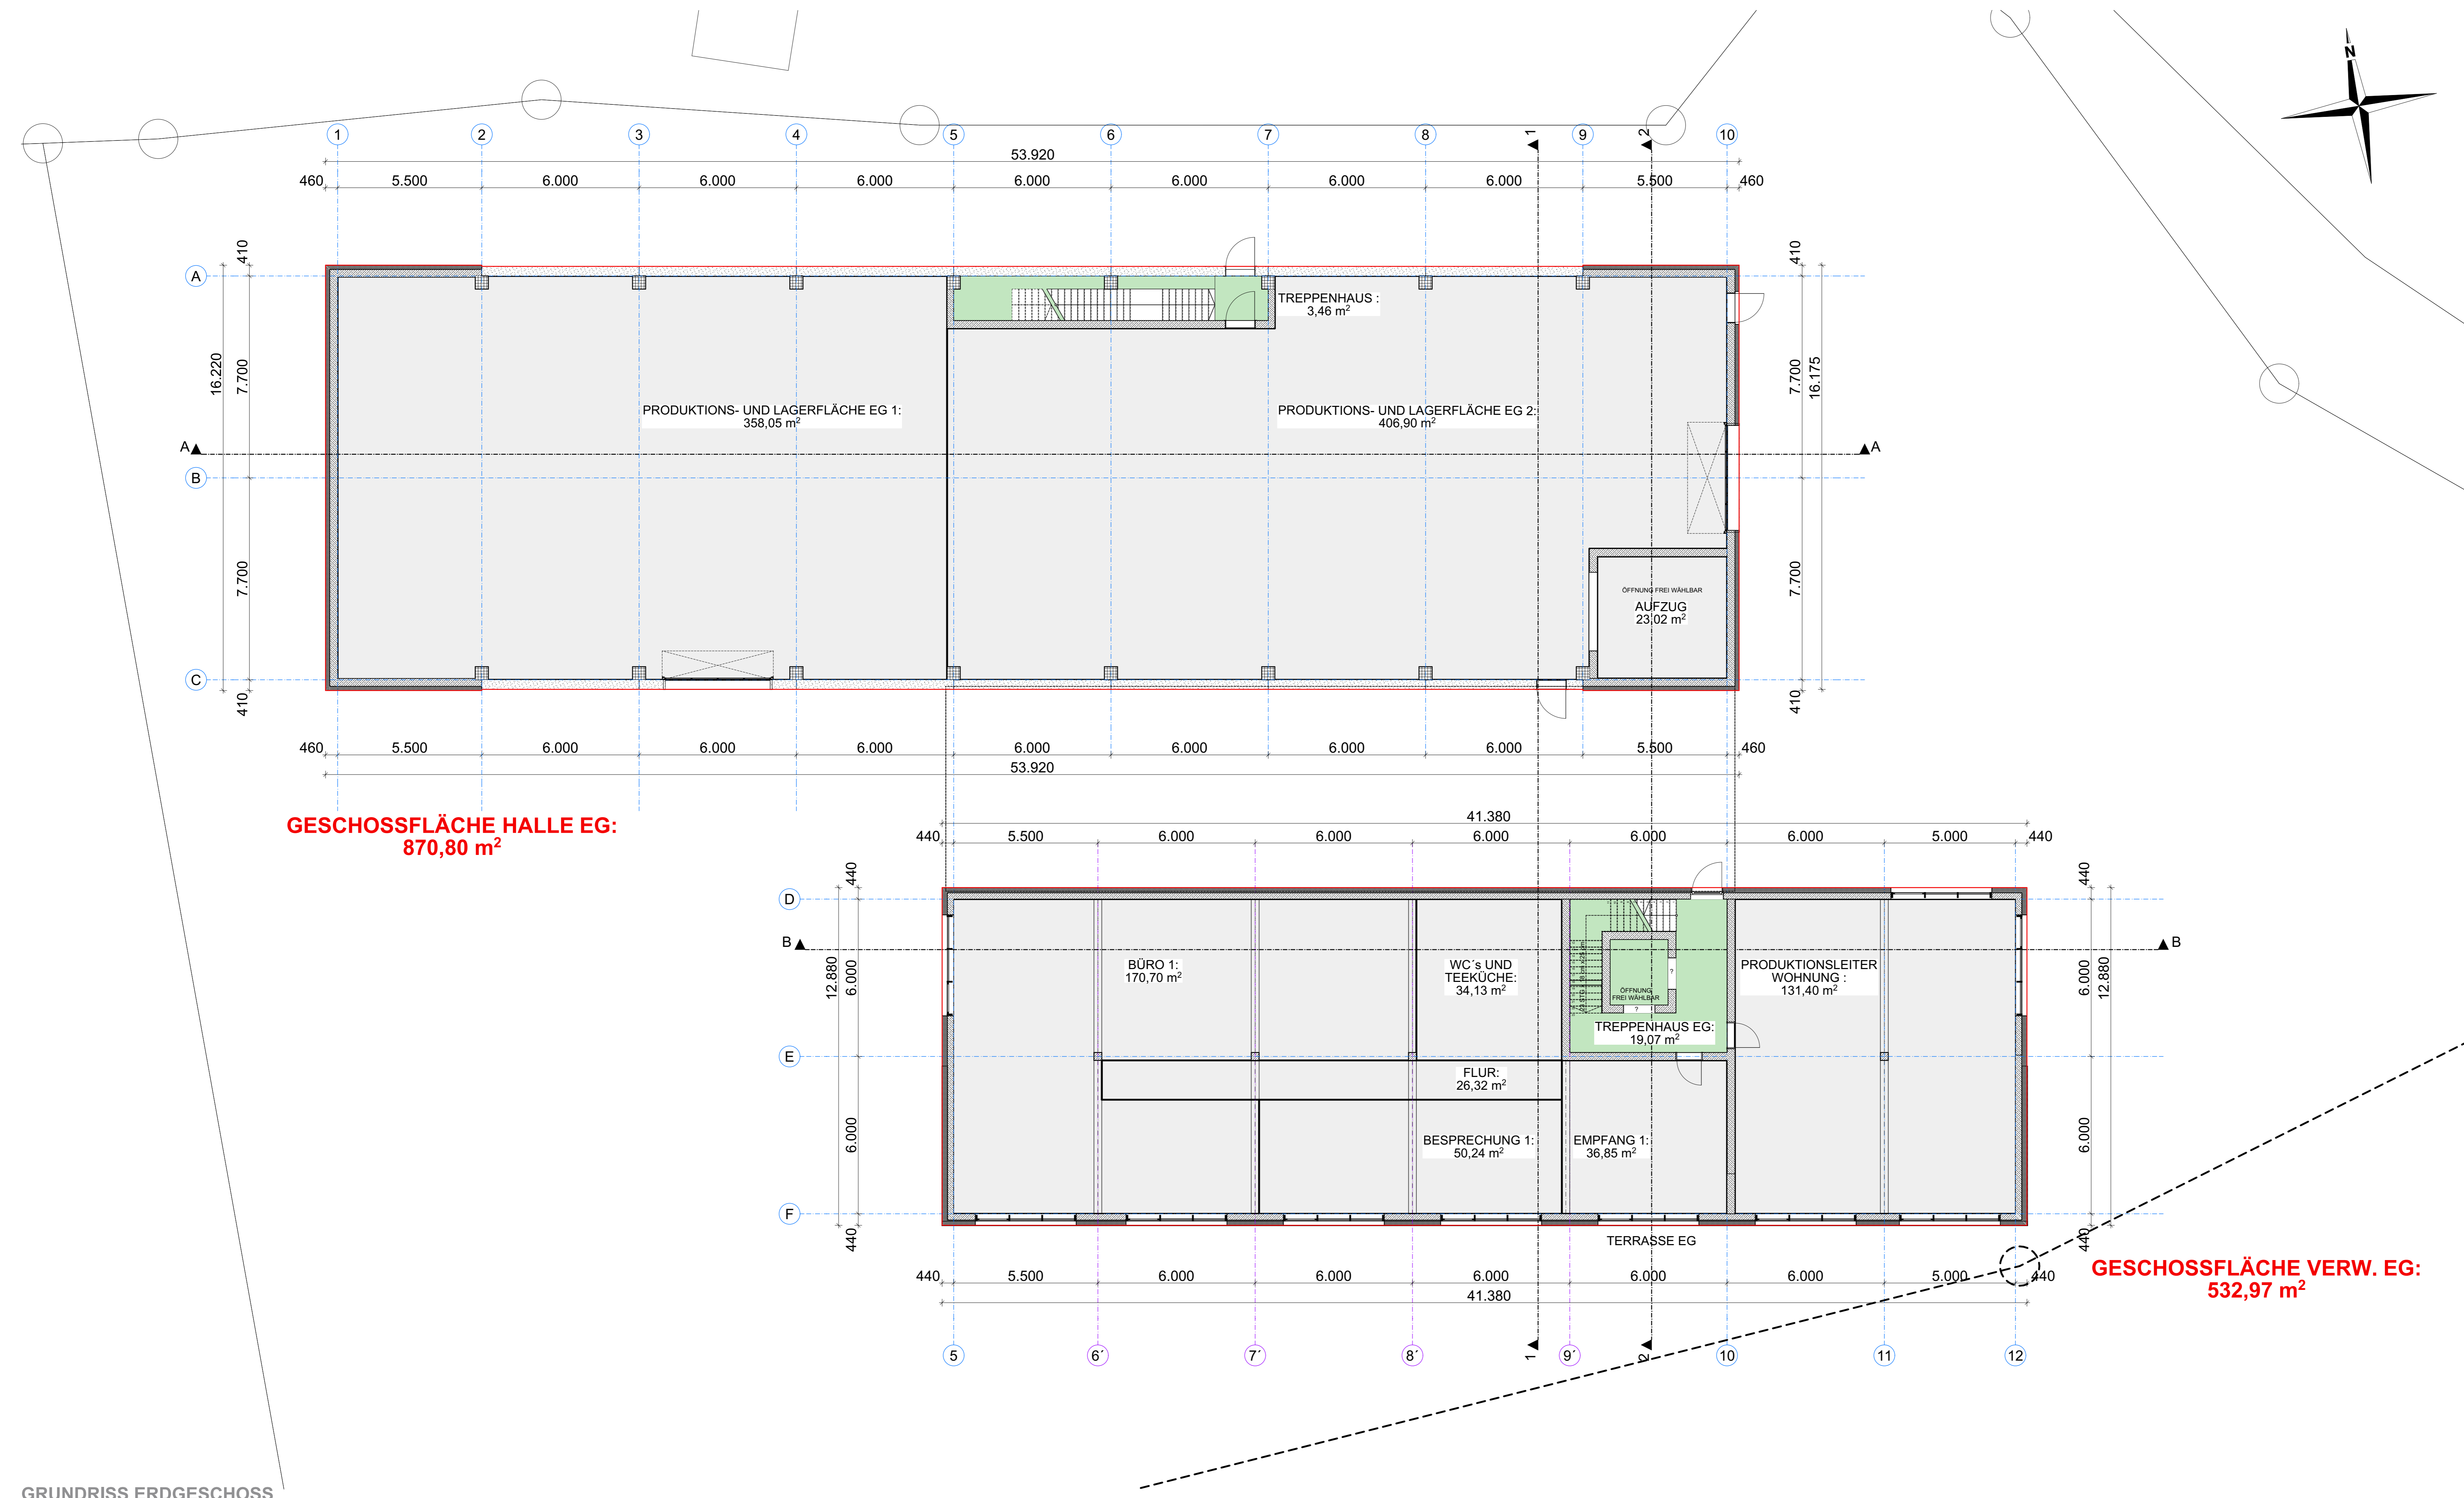 N
1 2 3 4 5 6 7 8 1 9 2 10
53.920
460 5.500 6.000 6.000 6.000 6.000 6.000 6.000 6.000 5.500 460
410
410
A
TREPPENHAUS :
3,46 m²
16.220
7.700
7.700
16.175
PRODUKTIONS- UND LAGERFLÄCHE EG 1:
358,05 m²
PRODUKTIONS- UND LAGERFLÄCHE EG 2:
406,90 m²
A
A
B
7.700
7.700
ÖFFNUNG FREI WÄHLBAR
AUFZUG
23,02 m²
C
410
410
460 5.500 6.000 6.000 6.000 6.000 6.000 6.000 6.000 5.500 460
53.920
GESCHOSSFLÄCHE HALLE EG:
870,80 m²
41.380
440 5.500 6.000 6.000 6.000 6.000 6.000 5.000 440
440
440
D
B
B
12.880
6.000
6.000
12.880
BÜRO 1:
170,70 m²
WC´s UND
TEEKÜCHE:
34,13 m²
?
ÖFFNUNG
FREI WÄHLBAR
?
TREPPENHAUS EG:
19,07 m²
PRODUKTIONSLEITER
WOHNUNG :
131,40 m²
E
FLUR:
26,32 m²
6.000
6.000
BESPRECHUNG 1:
50,24 m²
EMPFANG 1:
36,85 m²
F
440
440
TERRASSE EG
440 5.500 6.000 6.000 6.000 6.000 6.000 5.000 440
41.380
GESCHOSSFLÄCHE VERW. EG:
532,97 m²
5 6´ 7´ 8´ 1 9´ 2 10 11 12
GRUNDRISS ERDGESCHOSS